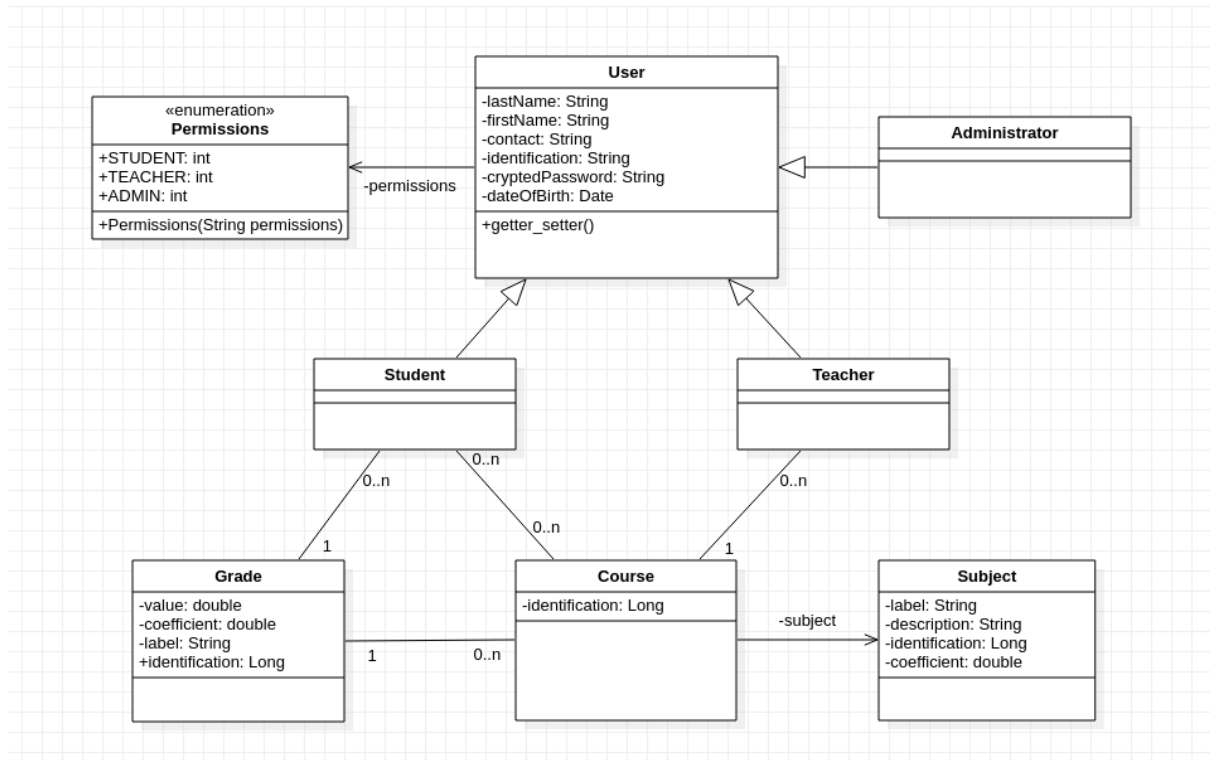 User
-lastName: String
-firstName: String
-contact: String
-identification: String
-cryptedPassword: String
-dateOfBirth: Date
+getter_setter()
«enumeration»
Permissions
+STUDENT: int
+TEACHER: int
+ADMIN: int
+Permissions(String permissions)
-permissions
Administrator
Student
Teacher
0..n
0..n
0..n
0..n
1
1
Grade
-value: double
-coefficient: double
-label: String
+identification: Long
1
0..n
Course
-identification: Long
-subject
Subject
-label: String
-description: String
-identification: Long
-coefficient: double